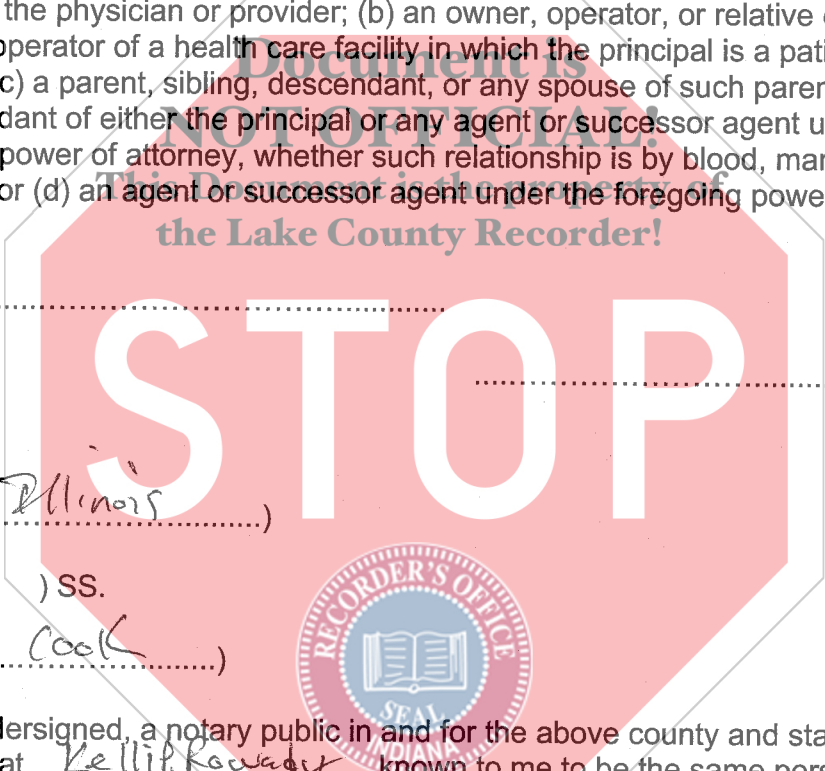 the physician or provider; (b) an owner, operator, or relative
operator of a health care facility in which the principal is a pati
c) a parent, sibling, descendant, or any spouse of such paren
dant of either the principal or any agent or successor agent u
power of attorney, whether such relationship is by blood, mar
or (d) an agent or successor agent under the foregoing powe
Document is
NOT OFFICIAL!
This Document is the property of
the Lake County Recorder!
STOP
Illinois )
) SS.
Cook )
RECORDER'S OFFICE
SEAL
INDIANA
dersigned, a notary public in and for the above county and sta
at known to me to be the same pers